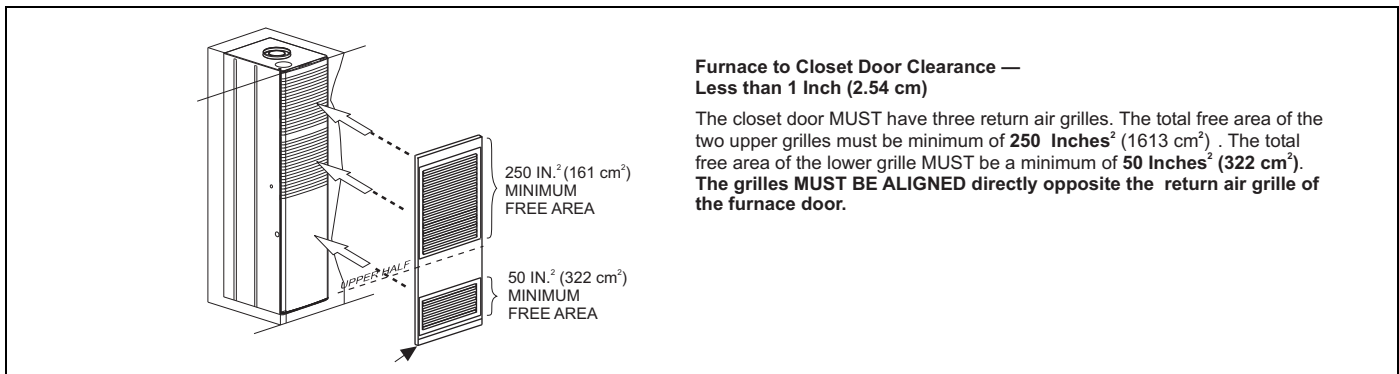 250 IN.² (161 cm²)
MINIMUM
FREE AREA
UPPER HALF
50 IN.² (322 cm²)
MINIMUM
FREE AREA
Furnace to Closet Door Clearance —
Less than 1 Inch (2.54 cm)
The closet door MUST have three return air grilles. The total free area of the
two upper grilles must be minimum of 250 Inches² (1613 cm²) . The total
free area of the lower grille MUST be a minimum of 50 Inches² (322 cm²).
The grilles MUST BE ALIGNED directly opposite the return air grille of
the furnace door.